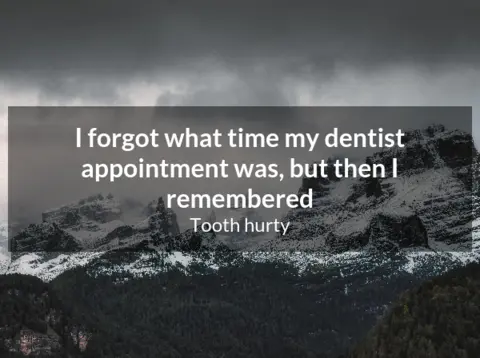 I forgot what time my dentist
appointment was, but then I
remembered
Tooth hurty